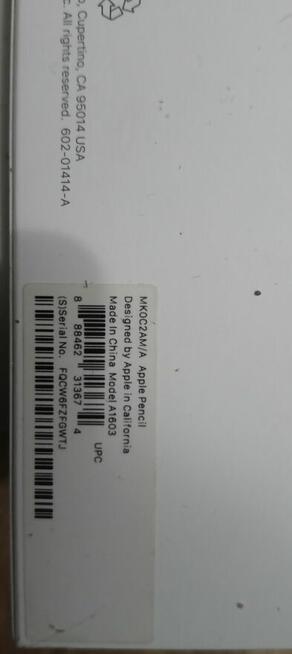 o, Cupertino, CA 95014 USA
c. All rights reserved. 602-01414-A
MK0C2AM/A Apple Pencil
Designed by Apple in California
Made in China Model A1603
UPC
8 88462 31367 4
(S)Serial No. FQCW6FZFGWTJ